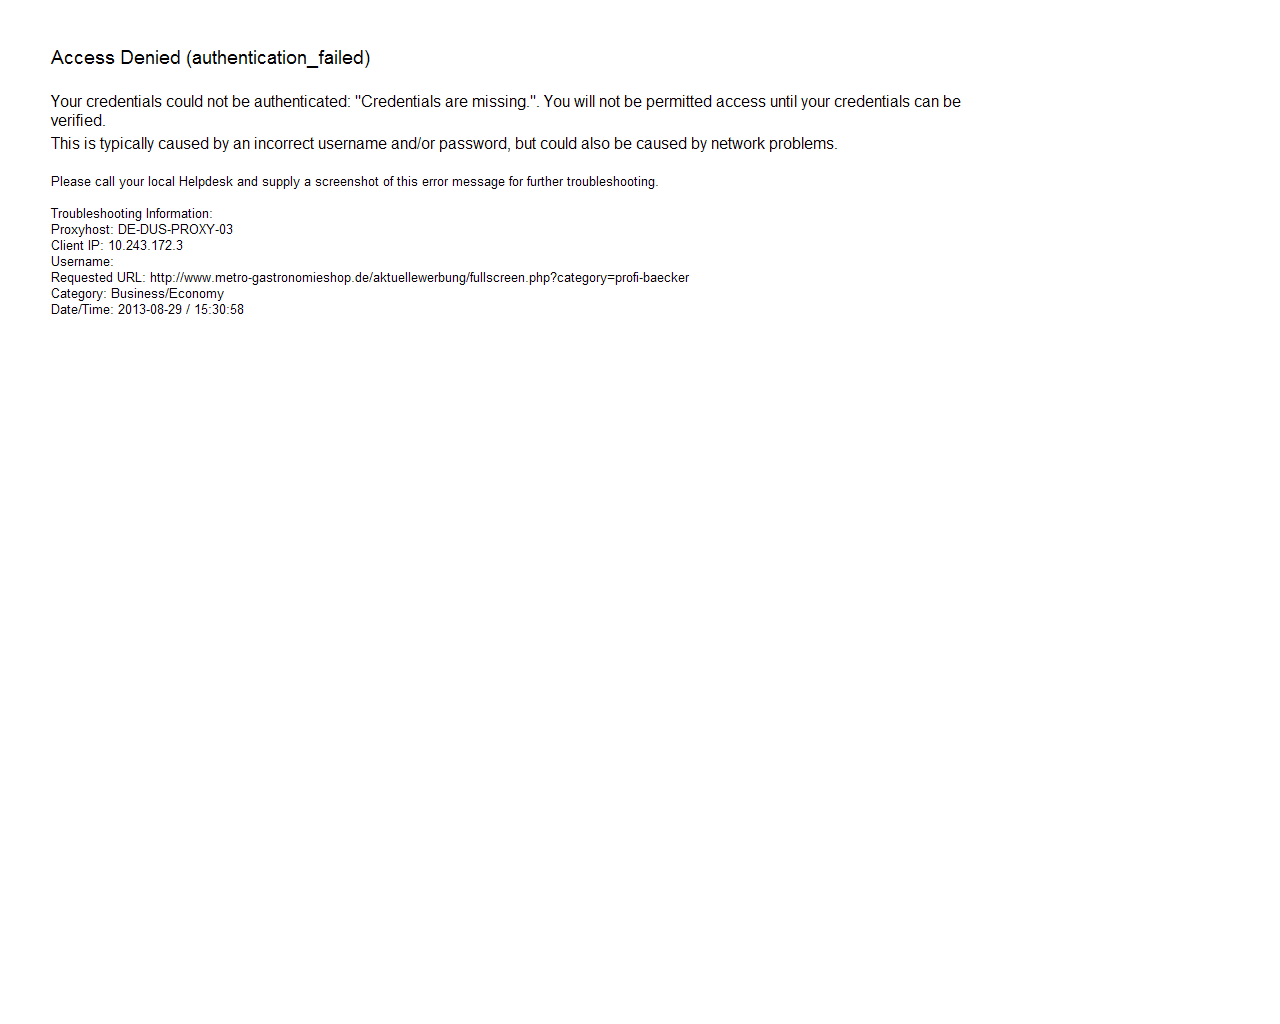 Access Denied (authentication_failed)
Your credentials could not be authenticated: "Credentials are missing.". You will not be permitted access until your credentials can be
verified.
This is typically caused by an incorrect username and/or password, but could also be caused by network problems.
Please call your local Helpdesk and supply a screenshot of this error message for further troubleshooting.
Troubleshooting Information:
Proxyhost: DE-DUS-PROXY-03
Client IP: 10.243.172.3
Username:
Requested URL: http://www.metro-gastronomieshop.de/aktuellewerbung/fullscreen.php?category=profi-baecker
Category: Business/Economy
Date/Time: 2013-08-29 / 15:30:58